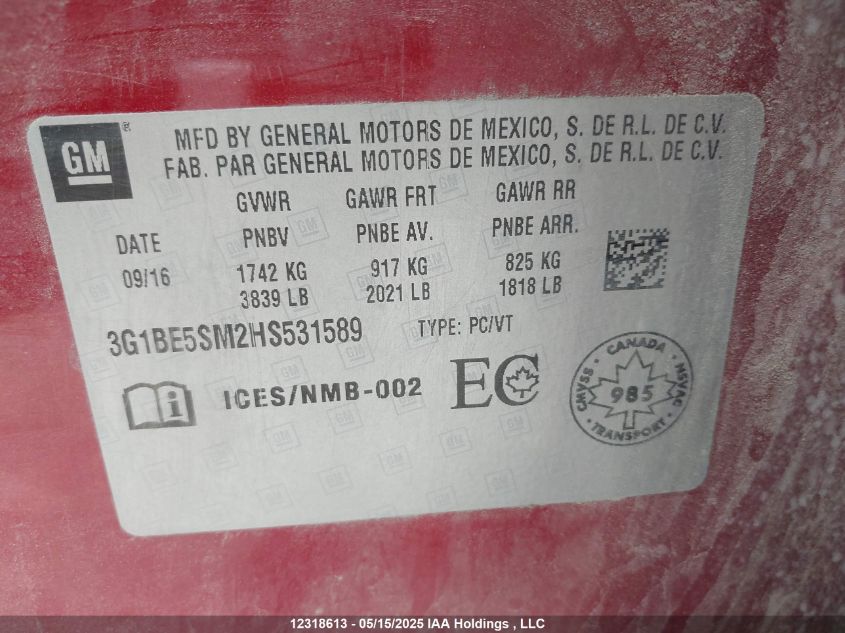 GM®
MFD BY GENERAL MOTORS DE MEXICO, S. DE R.L. DE C.V.
FAB. PAR GENERAL MOTORS DE MEXICO, S. DE R.L. DE C.V.
GVWR GAWR FRT GAWR RR
DATE PNBV PNBE AV. PNBE ARR.
09/16 1742 KG 917 KG 825 KG
3839 LB 2021 LB 1818 LB
3G1BE5SM2HS531589 TYPE: PC/VT
i ICES/NMB-002 EC
CANADA
CMVSS 985 NSVAC
TRANSPORT
12318613 - 05/15/2025 IAA Holdings , LLC